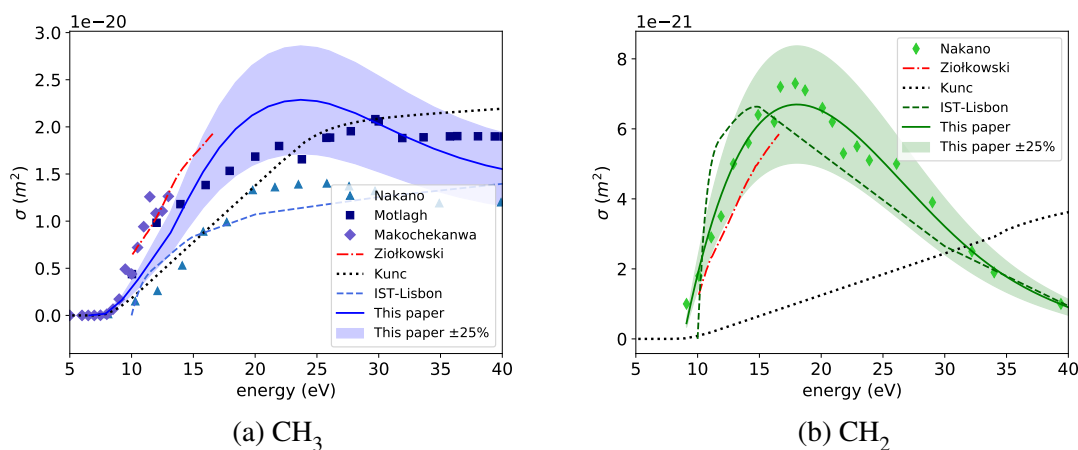 1e−20
3.0
2.5
2.0
1.5
1.0
0.5
0.0
σ (m²)
5 10 15 20 25 30 35 40
energy (eV)
Nakano
Motlagh
Makochekanwa
Ziołkowski
Kunc
IST-Lisbon
This paper
This paper ±25%
(a) CH₃
1e−21
8
6
4
2
0
σ (m²)
5 10 15 20 25 30 35 40
energy (eV)
Nakano
Ziołkowski
Kunc
IST-Lisbon
This paper
This paper ±25%
(b) CH₂